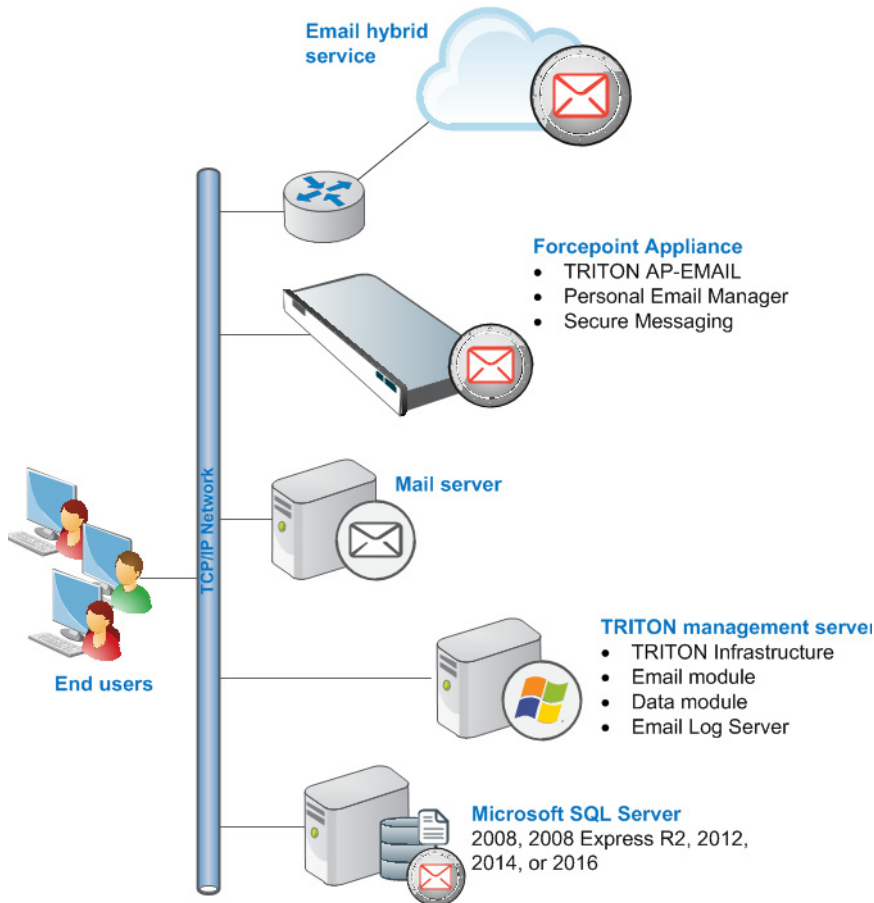 Email hybrid
service
Forcepoint Appliance
• TRITON AP-EMAIL
• Personal Email Manager
• Secure Messaging
Mail server
TCP/IP Network
End users
TRITON management server
• TRITON Infrastructure
• Email module
• Data module
• Email Log Server
Microsoft SQL Server
2008, 2008 Express R2, 2012,
2014, or 2016